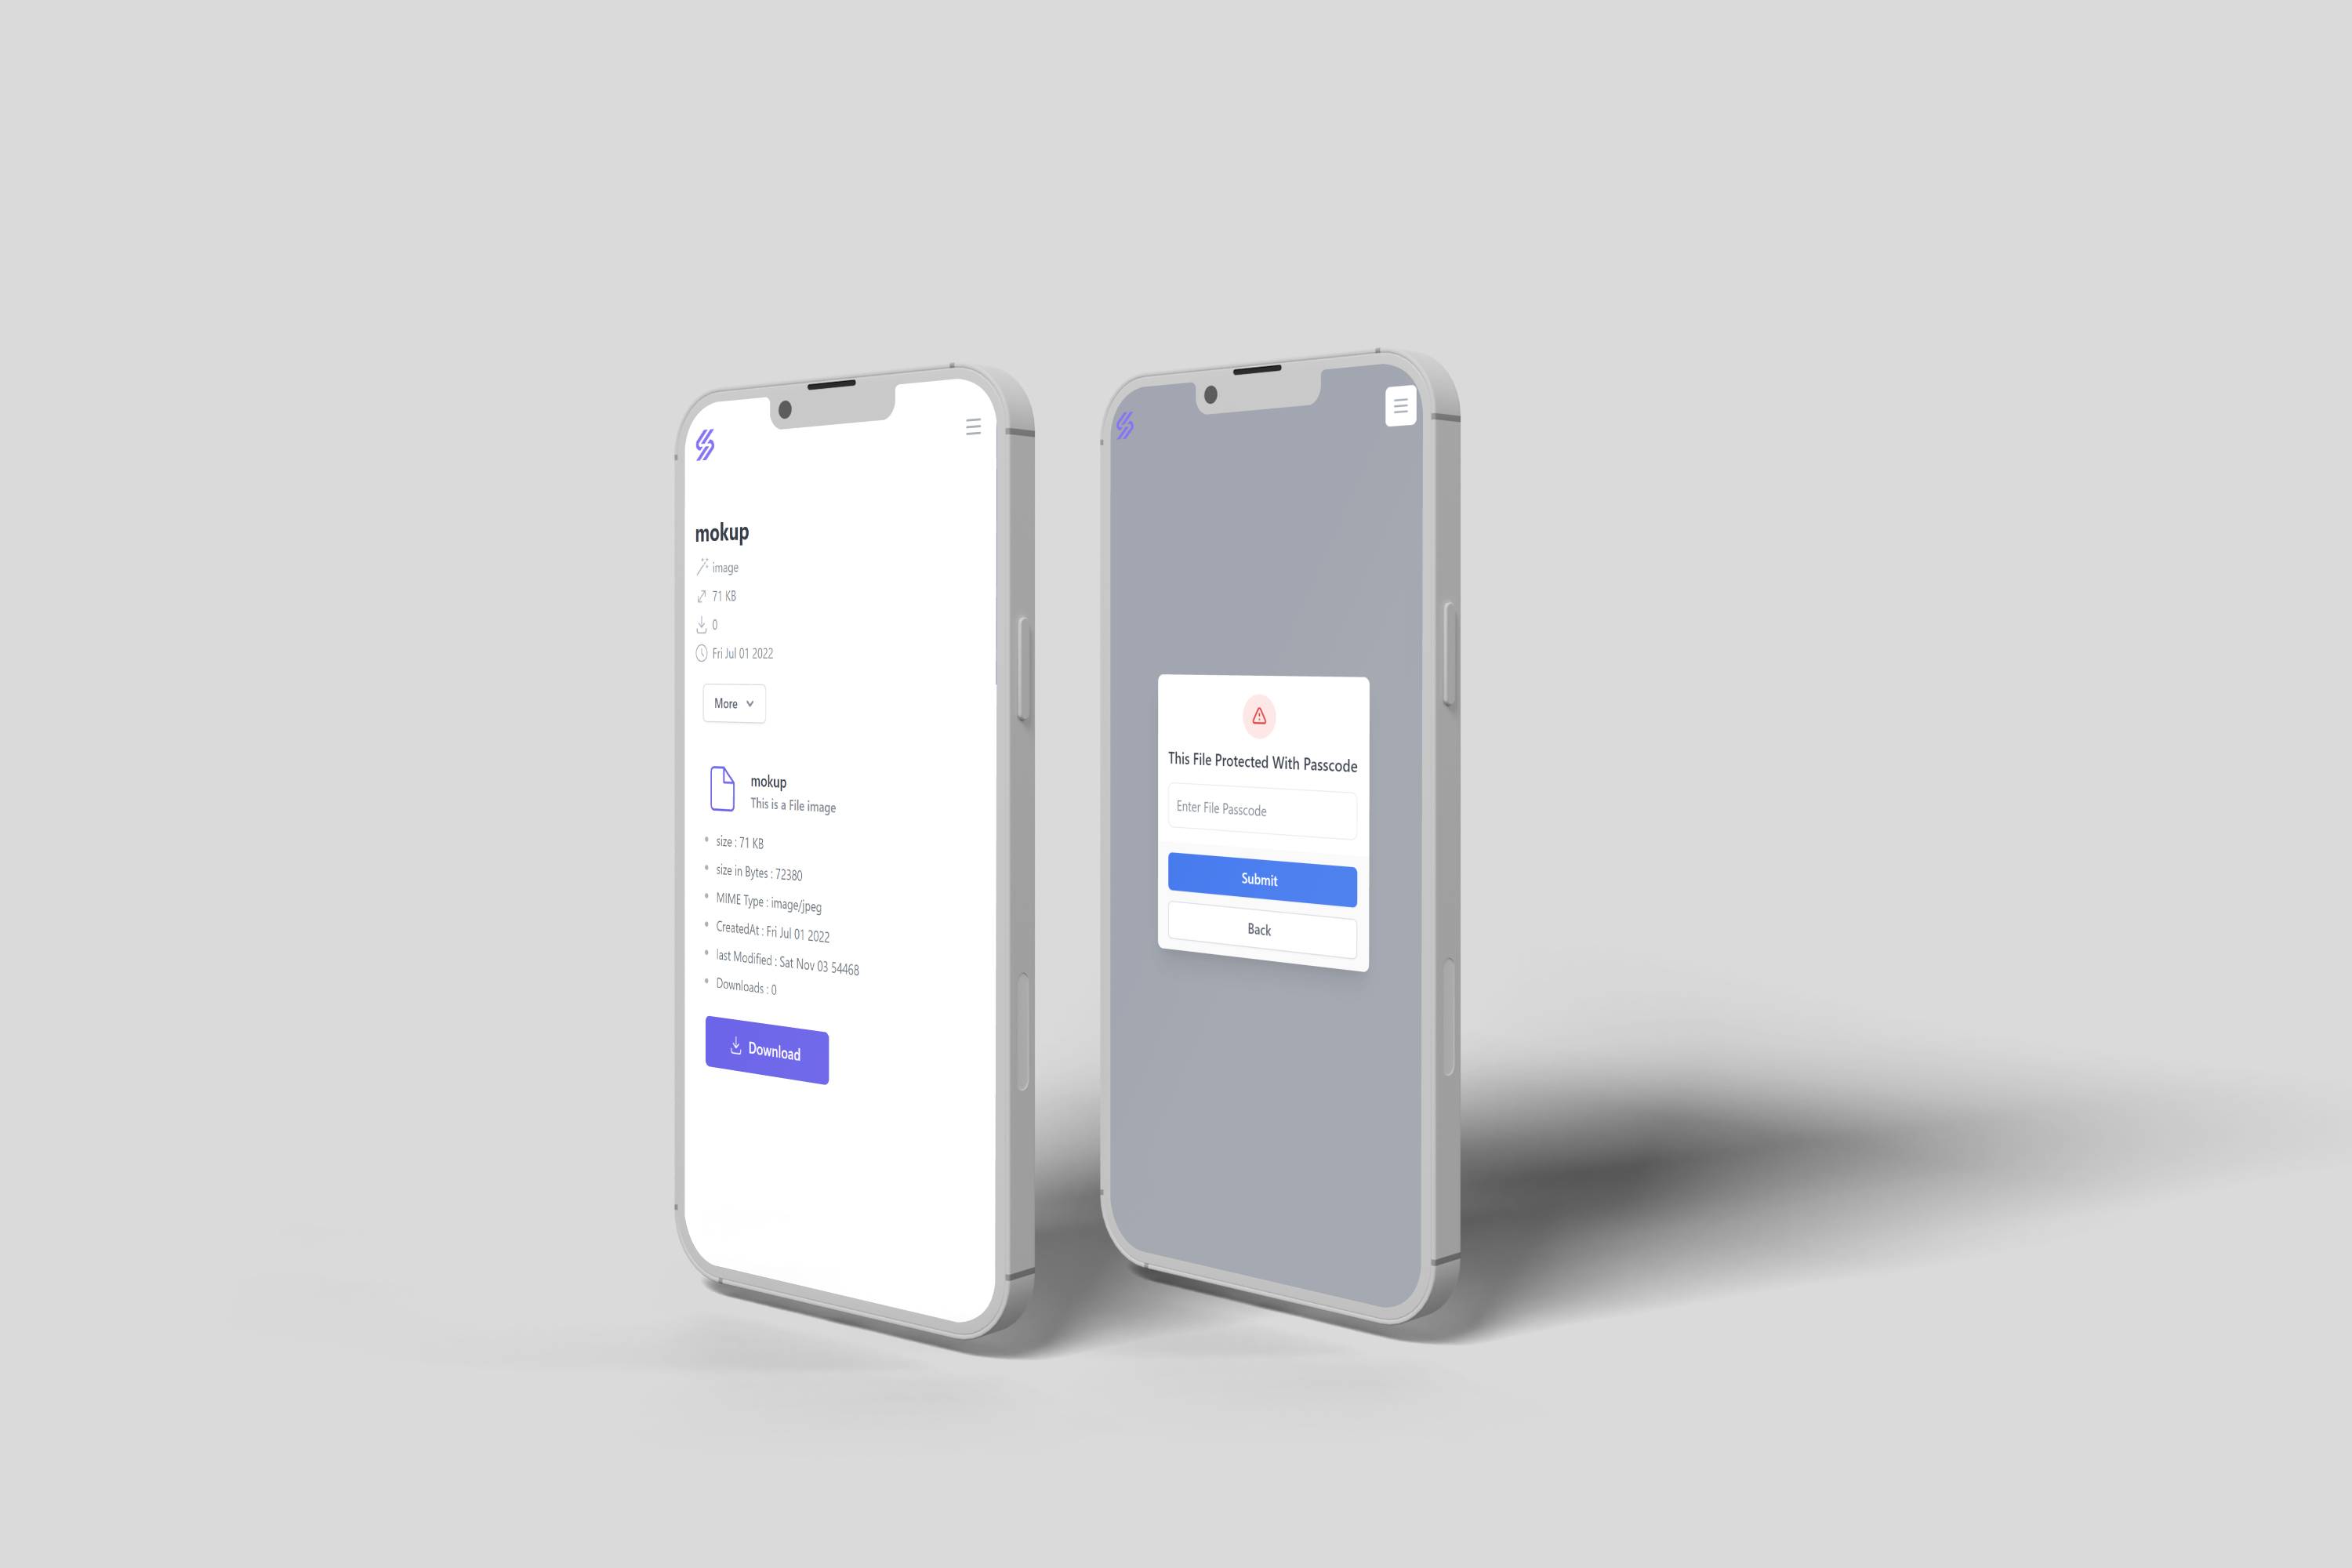 mokup
image
71 KB
0
Fri Jul 01 2022
More
mokup
This is a File image
size : 71 KB
size in Bytes : 72380
MIME Type : image/jpeg
CreatedAt : Fri Jul 01 2022
last Modified : Sat Nov 03 54468
Downloads : 0
Download
This File Protected With Passcode
Enter File Passcode
Submit
Back